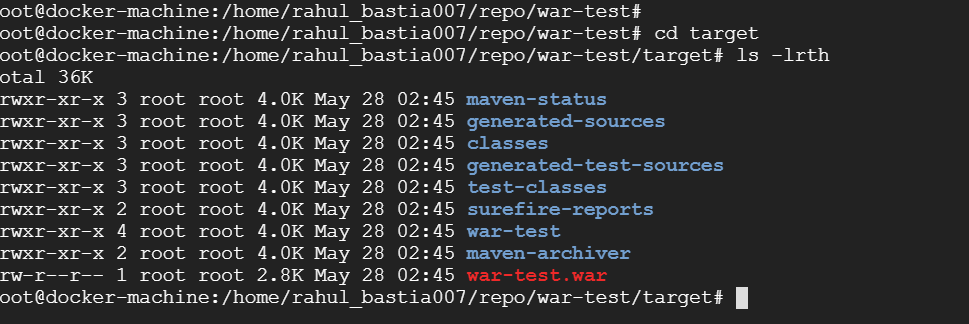 oot@docker-machine:/home/rahul_bastia007/repo/war-test#
oot@docker-machine:/home/rahul_bastia007/repo/war-test# cd target
oot@docker-machine:/home/rahul_bastia007/repo/war-test/target# ls -lrth
otal 36K
rwxr-xr-x 3 root root 4.0K May 28 02:45 maven-status
rwxr-xr-x 3 root root 4.0K May 28 02:45 generated-sources
rwxr-xr-x 3 root root 4.0K May 28 02:45 classes
rwxr-xr-x 3 root root 4.0K May 28 02:45 generated-test-sources
rwxr-xr-x 3 root root 4.0K May 28 02:45 test-classes
rwxr-xr-x 2 root root 4.0K May 28 02:45 surefire-reports
rwxr-xr-x 4 root root 4.0K May 28 02:45 war-test
rwxr-xr-x 2 root root 4.0K May 28 02:45 maven-archiver
rw-r--r-- 1 root root 2.8K May 28 02:45 war-test.war
oot@docker-machine:/home/rahul_bastia007/repo/war-test/target#